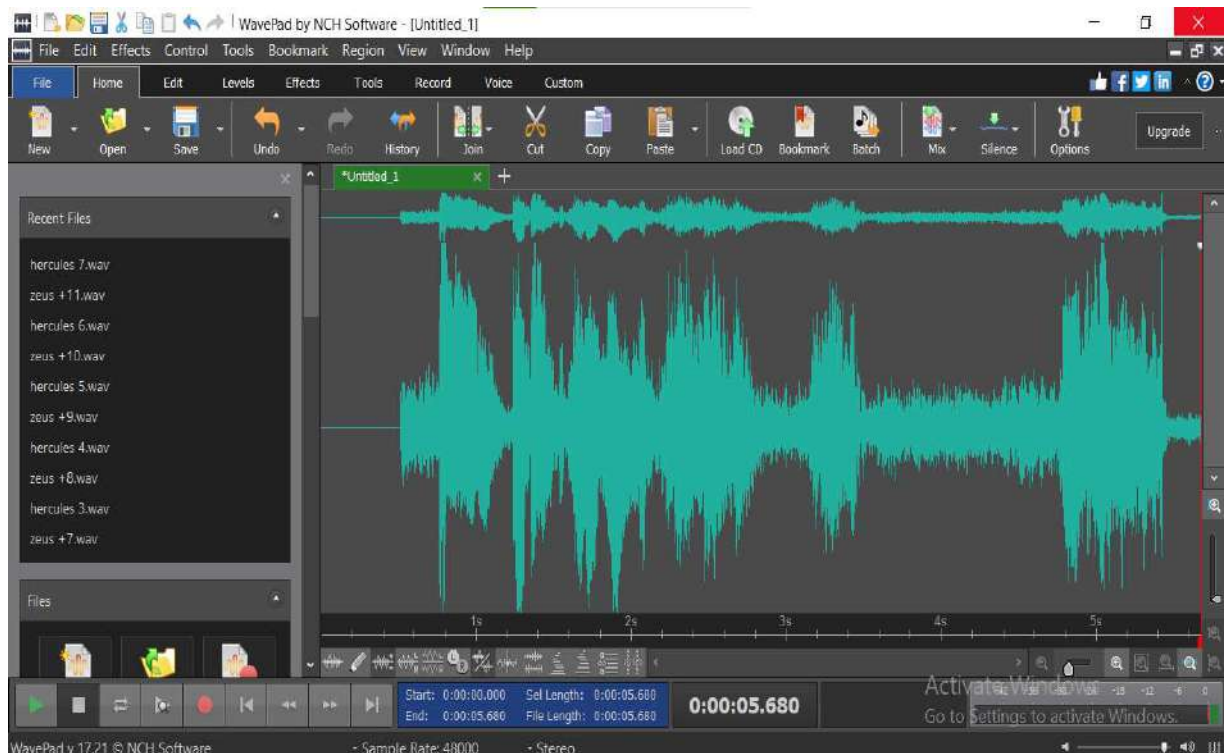 WavePad by NCH Software - [Untitled_1]
File Edit Effects Control Tools Bookmark Region View Window Help
File Home Edit Levels Effects Tools Record Voice Custom
New Open Save Undo Redo History Join Cut Copy Paste Load CD Bookmark Batch Mix Silence Options Upgrade
*Untitled_1
Recent Files
hercules 7.wav
zeus +11.wav
hercules 6.wav
zeus +10.wav
hercules 5.wav
zeus +9.wav
hercules 4.wav
zeus +8.wav
hercules 3.wav
zeus +7.wav
Files
1s 2s 3s 4s 5s
Start: 0:00:00.000 Sel Length: 0:00:05.680
End: 0:00:05.680 File Length: 0:00:05.680
0:00:05.680
-18 -12 -6 0
Activate Windows
Go to Settings to activate Windows.
WavePad v 17.21 © NCH Software - Sample Rate: 48000 - Stereo